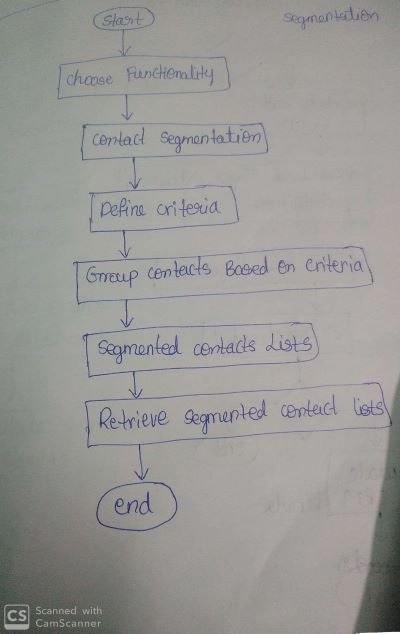 Start
segmentation
choose Functionality
contact segmentation
Define criteria
Group contacts Based on Criteria
Segmented contacts Lists
Retrieve segmented contact lists
end
CS Scanned with
CamScanner